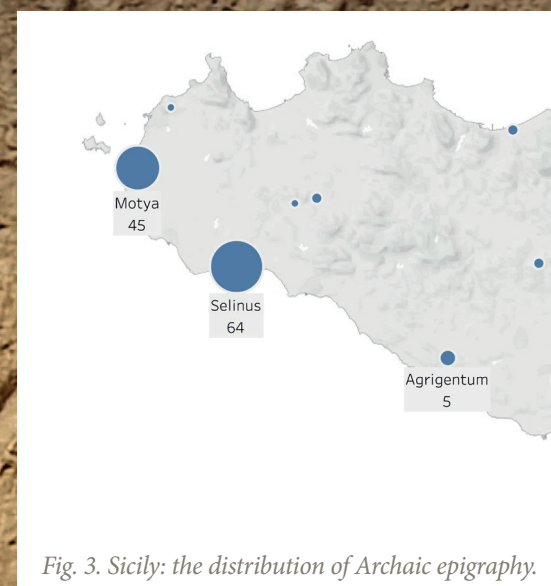 Motya
45
Selinus
64
Agrigentum
5
Fig. 3. Sicily: the distribution of Archaic epigraphy.